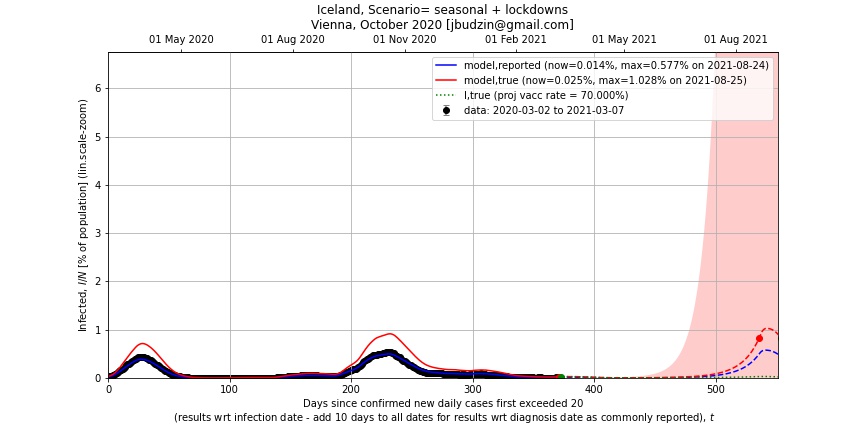 Iceland, Scenario= seasonal + lockdowns
Vienna, October 2020 [jbudzin@gmail.com]
01 May 2020 01 Aug 2020 01 Nov 2020 01 Feb 2021 01 May 2021 01 Aug 2021
model,reported (now=0.014%, max=0.577% on 2021-08-24)
model,true (now=0.025%, max=1.028% on 2021-08-25)
I,true (proj vacc rate = 70.000%)
data: 2020-03-02 to 2021-03-07
Infected, I/N [% of population] (lin.scale-zoom)
6
5
4
3
2
1
0
0 100 200 300 400 500
Days since confirmed new daily cases first exceeded 20
(results wrt infection date - add 10 days to all dates for results wrt diagnosis date as commonly reported), t